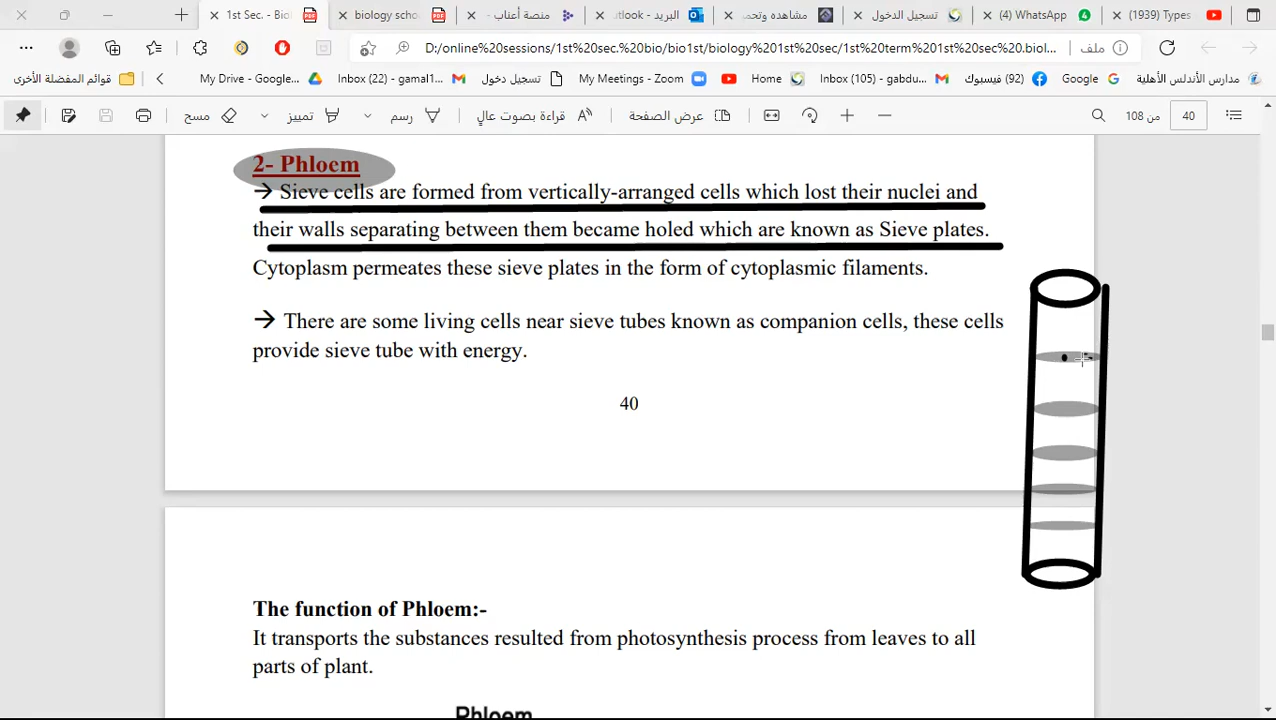 1st Sec. - Bio
biology scho
منصة أعناب -
البريد - utlook
مشاهده وتحمي
تسجيل الدخول
(4) WhatsApp
(1939) Types
D:/online%20sessions/1st%20sec.%20bio/bio1st/biology%201st%20sec/1st%20term%201st%20sec%20.biol...
ملف
قوائم المفضلة الأخرى
My Drive - Google...
Inbox (22) - gamal1...
تسجيل دخول
My Meetings - Zoom
Home
Inbox (105) - gabdu...
(92) فيسبوك
Google
مدارس الأندلس الأهلية
مسح
تمييز
رسم
قراءة بصوت عالٍ
عرض الصفحة
من 108
40
2- Phloem
→ Sieve cells are formed from vertically-arranged cells which lost their nuclei and
their walls separating between them became holed which are known as Sieve plates.
Cytoplasm permeates these sieve plates in the form of cytoplasmic filaments.
→ There are some living cells near sieve tubes known as companion cells, these cells
provide sieve tube with energy.
40
The function of Phloem:-
It transports the substances resulted from photosynthesis process from leaves to all
parts of plant.
Phloem